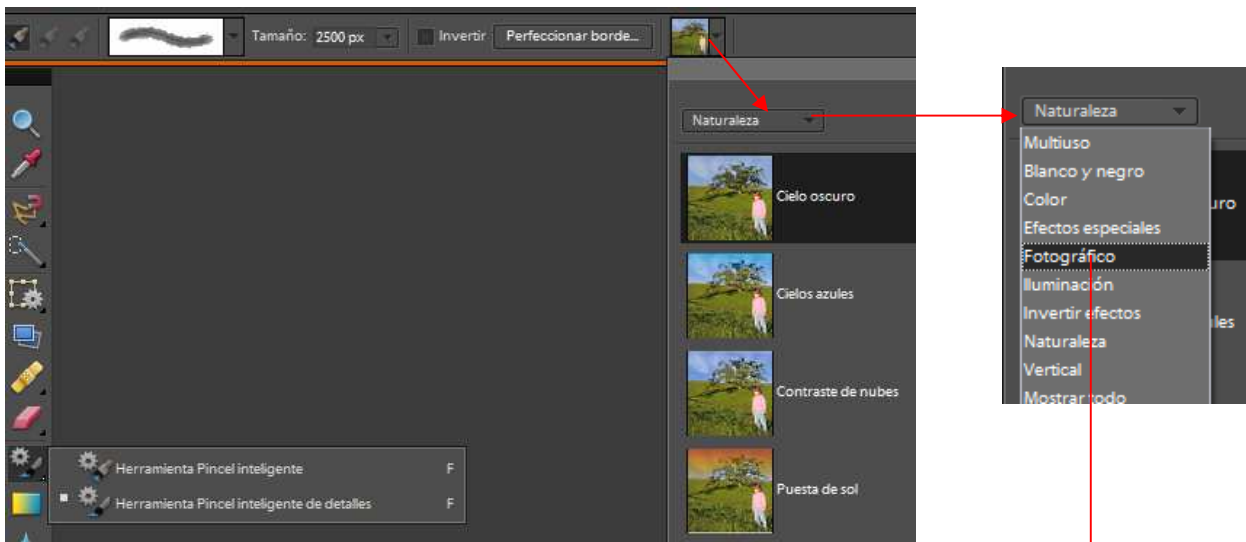 Tamaño: 2500 px Invertir Perfeccionar borde...
Naturaleza
Cielo oscuro
Cielos azules
Contraste de nubes
Puesta de sol
Herramienta Pincel inteligente F
Herramienta Pincel inteligente de detalles F
Naturaleza
Multiuso
Blanco y negro
Color
Efectos especiales
Fotográfico
Iluminación
Invertir efectos
Naturaleza
Vertical
Mostrar todo
uro
les